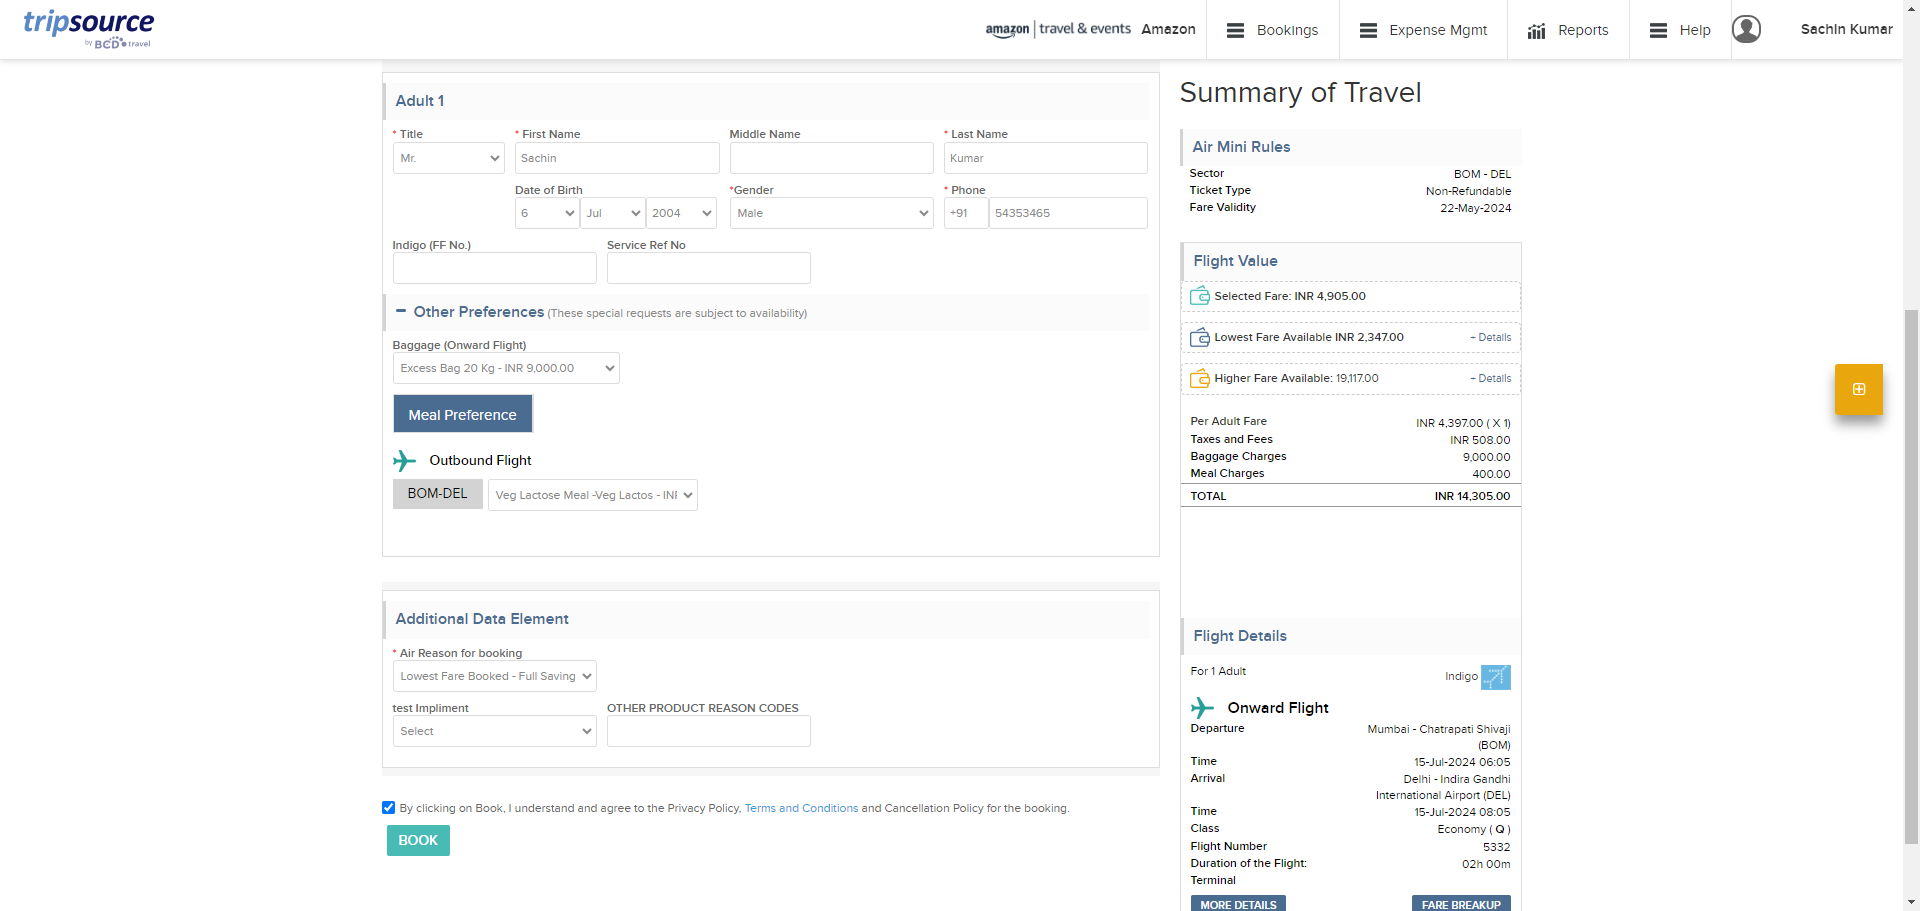 tripsource
by BCD travel
amazon | travel & events Amazon
Bookings
Expense Mgmt
Reports
Help
Sachin Kumar
Adult 1
* Title
* First Name
Middle Name
* Last Name
Mr.
Sachin
Kumar
Date of Birth
*Gender
* Phone
6
Jul
2004
Male
+91
54353465
Indigo (FF No.)
Service Ref No
Other Preferences (These special requests are subject to availability)
Baggage (Onward Flight)
Excess Bag 20 Kg - INR 9,000.00
Meal Preference
Outbound Flight
BOM-DEL
Veg Lactose Meal -Veg Lactos - INR
Additional Data Element
* Air Reason for booking
Lowest Fare Booked - Full Saving
test Impliment
OTHER PRODUCT REASON CODES
Select
By clicking on Book, I understand and agree to the Privacy Policy, Terms and Conditions and Cancellation Policy for the booking.
BOOK
Summary of Travel
Air Mini Rules
Sector BOM - DEL
Ticket Type Non-Refundable
Fare Validity 22-May-2024
Flight Value
Selected Fare: INR 4,905.00
Lowest Fare Available INR 2,347.00 + Details
Higher Fare Available: 19,117.00 + Details
Per Adult Fare INR 4,397.00 ( X 1)
Taxes and Fees INR 508.00
Baggage Charges 9,000.00
Meal Charges 400.00
TOTAL INR 14,305.00
Flight Details
For 1 Adult
Indigo
Onward Flight
Departure Mumbai - Chatrapati Shivaji
(BOM)
Time 15-Jul-2024 06:05
Arrival Delhi - Indira Gandhi
International Airport (DEL)
Time 15-Jul-2024 08:05
Class Economy ( Q )
Flight Number 5332
Duration of the Flight: 02h 00m
Terminal
MORE DETAILS
FARE BREAKUP